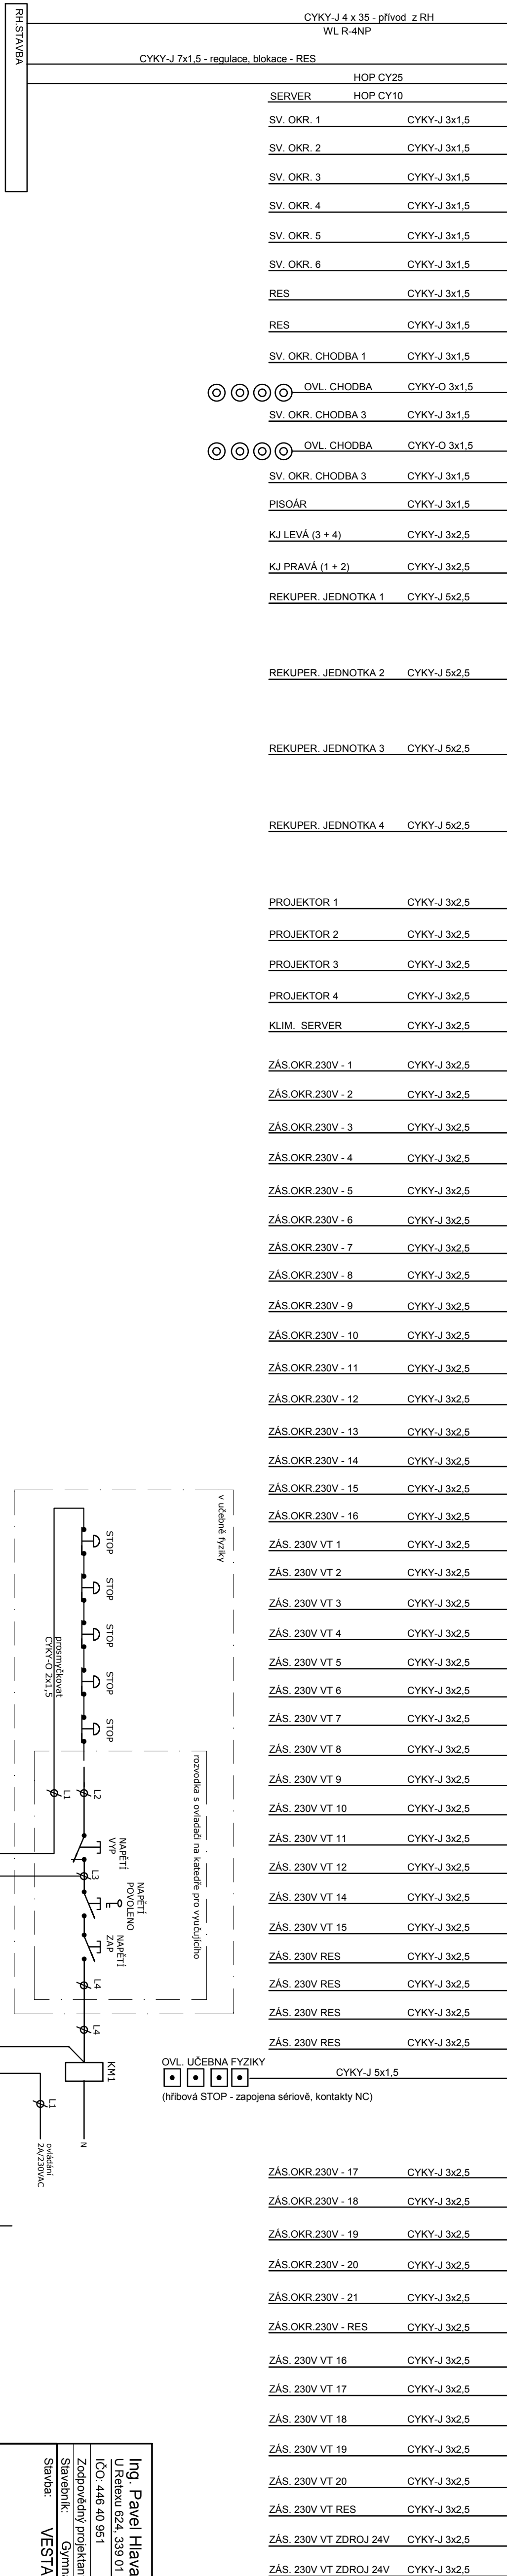 RH.STAVBA
CYKY-J 4 x 35 - přívod z RH
WL R-4NP
CYKY-J 7x1,5 - regulace, blokace - RES
HOP CY25
SERVER HOP CY10
SV. OKR. 1 CYKY-J 3x1,5
SV. OKR. 2 CYKY-J 3x1,5
SV. OKR. 3 CYKY-J 3x1,5
SV. OKR. 4 CYKY-J 3x1,5
SV. OKR. 5 CYKY-J 3x1,5
SV. OKR. 6 CYKY-J 3x1,5
RES CYKY-J 3x1,5
RES CYKY-J 3x1,5
SV. OKR. CHODBA 1 CYKY-J 3x1,5
OVL. CHODBA CYKY-O 3x1,5
SV. OKR. CHODBA 3 CYKY-J 3x1,5
OVL. CHODBA CYKY-O 3x1,5
SV. OKR. CHODBA 3 CYKY-J 3x1,5
PISOÁR CYKY-J 3x1,5
KJ LEVÁ (3 + 4) CYKY-J 3x2,5
KJ PRAVÁ (1 + 2) CYKY-J 3x2,5
REKUPER. JEDNOTKA 1 CYKY-J 5x2,5
REKUPER. JEDNOTKA 2 CYKY-J 5x2,5
REKUPER. JEDNOTKA 3 CYKY-J 5x2,5
REKUPER. JEDNOTKA 4 CYKY-J 5x2,5
PROJEKTOR 1 CYKY-J 3x2,5
PROJEKTOR 2 CYKY-J 3x2,5
PROJEKTOR 3 CYKY-J 3x2,5
PROJEKTOR 4 CYKY-J 3x2,5
KLIM. SERVER CYKY-J 3x2,5
ZÁS.OKR.230V - 1 CYKY-J 3x2,5
ZÁS.OKR.230V - 2 CYKY-J 3x2,5
ZÁS.OKR.230V - 3 CYKY-J 3x2,5
ZÁS.OKR.230V - 4 CYKY-J 3x2,5
ZÁS.OKR.230V - 5 CYKY-J 3x2,5
ZÁS.OKR.230V - 6 CYKY-J 3x2,5
ZÁS.OKR.230V - 7 CYKY-J 3x2,5
ZÁS.OKR.230V - 8 CYKY-J 3x2,5
ZÁS.OKR.230V - 9 CYKY-J 3x2,5
ZÁS.OKR.230V - 10 CYKY-J 3x2,5
ZÁS.OKR.230V - 11 CYKY-J 3x2,5
ZÁS.OKR.230V - 12 CYKY-J 3x2,5
ZÁS.OKR.230V - 13 CYKY-J 3x2,5
ZÁS.OKR.230V - 14 CYKY-J 3x2,5
ZÁS.OKR.230V - 15 CYKY-J 3x2,5
ZÁS.OKR.230V - 16 CYKY-J 3x2,5
ZÁS. 230V VT 1 CYKY-J 3x2,5
ZÁS. 230V VT 2 CYKY-J 3x2,5
ZÁS. 230V VT 3 CYKY-J 3x2,5
ZÁS. 230V VT 4 CYKY-J 3x2,5
ZÁS. 230V VT 5 CYKY-J 3x2,5
ZÁS. 230V VT 6 CYKY-J 3x2,5
ZÁS. 230V VT 7 CYKY-J 3x2,5
ZÁS. 230V VT 8 CYKY-J 3x2,5
ZÁS. 230V VT 9 CYKY-J 3x2,5
ZÁS. 230V VT 10 CYKY-J 3x2,5
ZÁS. 230V VT 11 CYKY-J 3x2,5
ZÁS. 230V VT 12 CYKY-J 3x2,5
ZÁS. 230V VT 14 CYKY-J 3x2,5
ZÁS. 230V VT 15 CYKY-J 3x2,5
ZÁS. 230V RES CYKY-J 3x2,5
ZÁS. 230V RES CYKY-J 3x2,5
ZÁS. 230V RES CYKY-J 3x2,5
ZÁS. 230V RES CYKY-J 3x2,5
OVL. UČEBNA FYZIKY
CYKY-J 5x1,5
(hřibová STOP - zapojena sériově, kontakty NC)
ZÁS.OKR.230V - 17 CYKY-J 3x2,5
ZÁS.OKR.230V - 18 CYKY-J 3x2,5
ZÁS.OKR.230V - 19 CYKY-J 3x2,5
ZÁS.OKR.230V - 20 CYKY-J 3x2,5
ZÁS.OKR.230V - 21 CYKY-J 3x2,5
ZÁS.OKR.230V - RES CYKY-J 3x2,5
ZÁS. 230V VT 16 CYKY-J 3x2,5
ZÁS. 230V VT 17 CYKY-J 3x2,5
ZÁS. 230V VT 18 CYKY-J 3x2,5
ZÁS. 230V VT 19 CYKY-J 3x2,5
ZÁS. 230V VT 20 CYKY-J 3x2,5
ZÁS. 230V VT RES CYKY-J 3x2,5
ZÁS. 230V VT ZDROJ 24V CYKY-J 3x2,5
ZÁS. 230V VT ZDROJ 24V CYKY-J 3x2,5
v učebně fyziky
STOP
STOP
STOP
STOP
STOP
prosmyčkovat
CYKY-O 2x1,5
rozvodka s ovladači na katedře pro vyučujícího
L2
L1
NAPĚTÍ
VYP
L3
NAPĚTÍ
POVOLENO
NAPĚTÍ
ZAP
L4
L4
KM1
N
L1
ovládání
2A/230VAC
Ing. Pavel Hlava
U Retexu 624, 339 01
IČO: 446 40 951
Zodpovědný projektan
Stavebník: Gymn
Stavba: VESTA